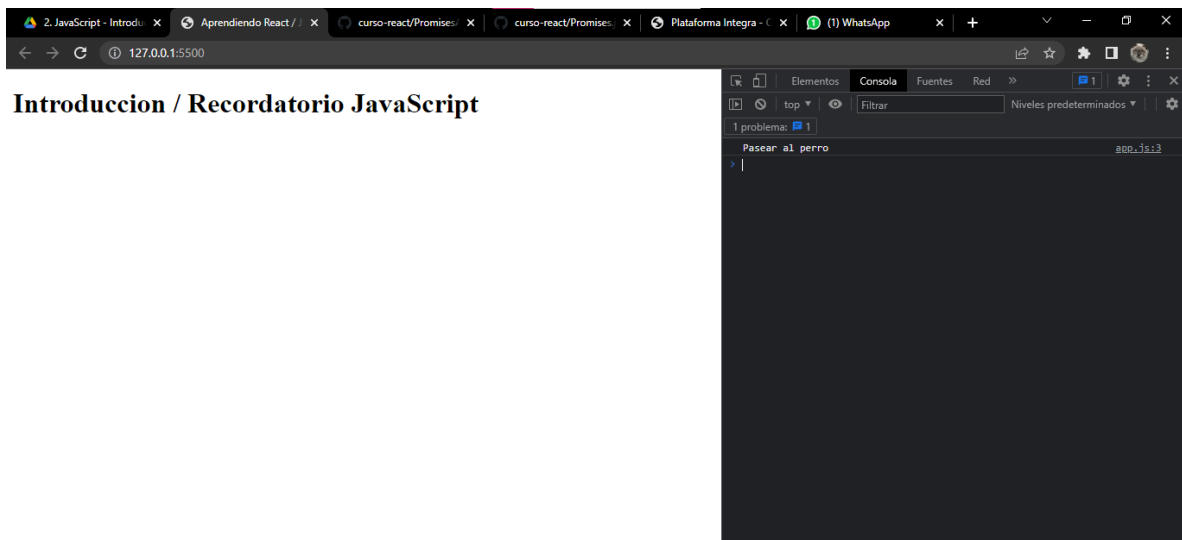 2. JavaScript - Introdu
Aprendiendo React / J
curso-react/Promises/
curso-react/Promises.j
Plataforma Integra - C
(1) WhatsApp
127.0.0.1:5500
Introduccion / Recordatorio JavaScript
Elementos Consola Fuentes Red » 1
top ▼ Filtrar Niveles predeterminados ▼
1 problema: 1
Pasear al perro app.js:3
>